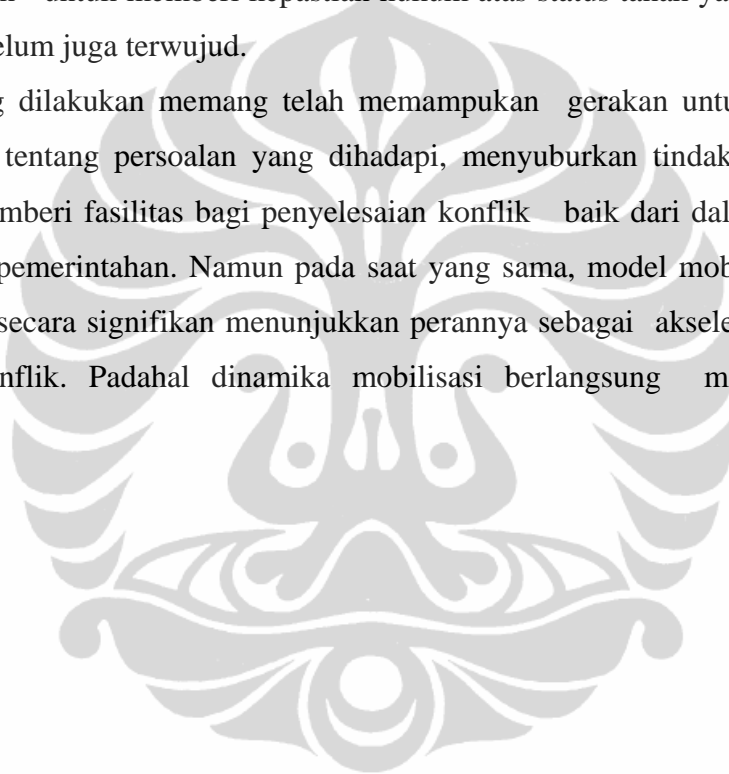 untuk memberi kepastian hukum atas status tanah
elum juga terwujud.
g dilakukan memang telah memampukan gerakan untu
tentang persoalan yang dihadapi, menyuburkan tindak
mberi fasilitas bagi penyelesaian konflik baik dari dal
pemerintahan. Namun pada saat yang sama, model mob
secara signifikan menunjukkan perannya sebagai aksele
nflik. Padahal dinamika mobilisasi berlangsung m